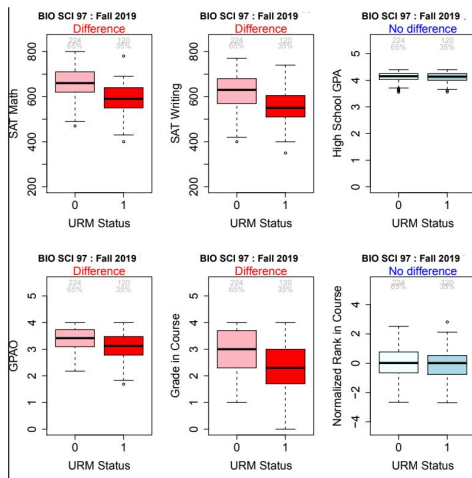 BIO SCI 97 : Fall 2019
Difference
224 120
65% 35%
SAT Math
800
600
400
200
0 1
URM Status
BIO SCI 97 : Fall 2019
Difference
224 120
65% 35%
SAT Writing
800
600
400
200
0 1
URM Status
BIO SCI 97 : Fall 2019
No difference
224 120
65% 35%
High School GPA
5
4
3
2
1
0
0 1
URM Status
BIO SCI 97 : Fall 2019
Difference
224 120
65% 35%
GPAO
4
3
2
1
0
0 1
URM Status
BIO SCI 97 : Fall 2019
Difference
224 120
65% 35%
Grade in Course
4
3
2
1
0
0 1
URM Status
BIO SCI 97 : Fall 2019
No difference
224 120
65% 35%
Normalized Rank in Course
4
2
0
−2
−4
0 1
URM Status